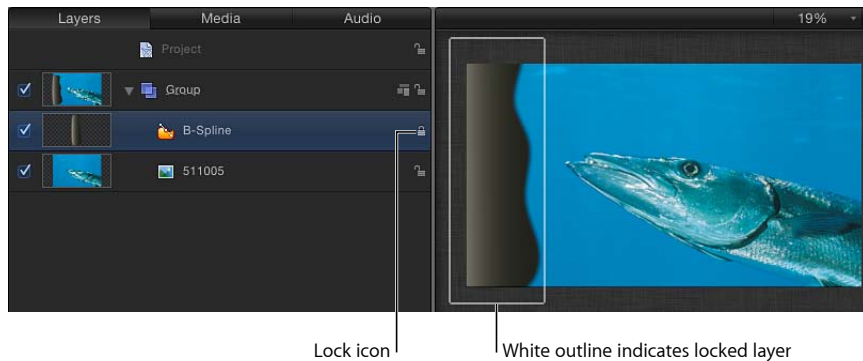 Layers Media Audio 19%
Project
Group
B-Spline
511005
Lock icon White outline indicates locked layer